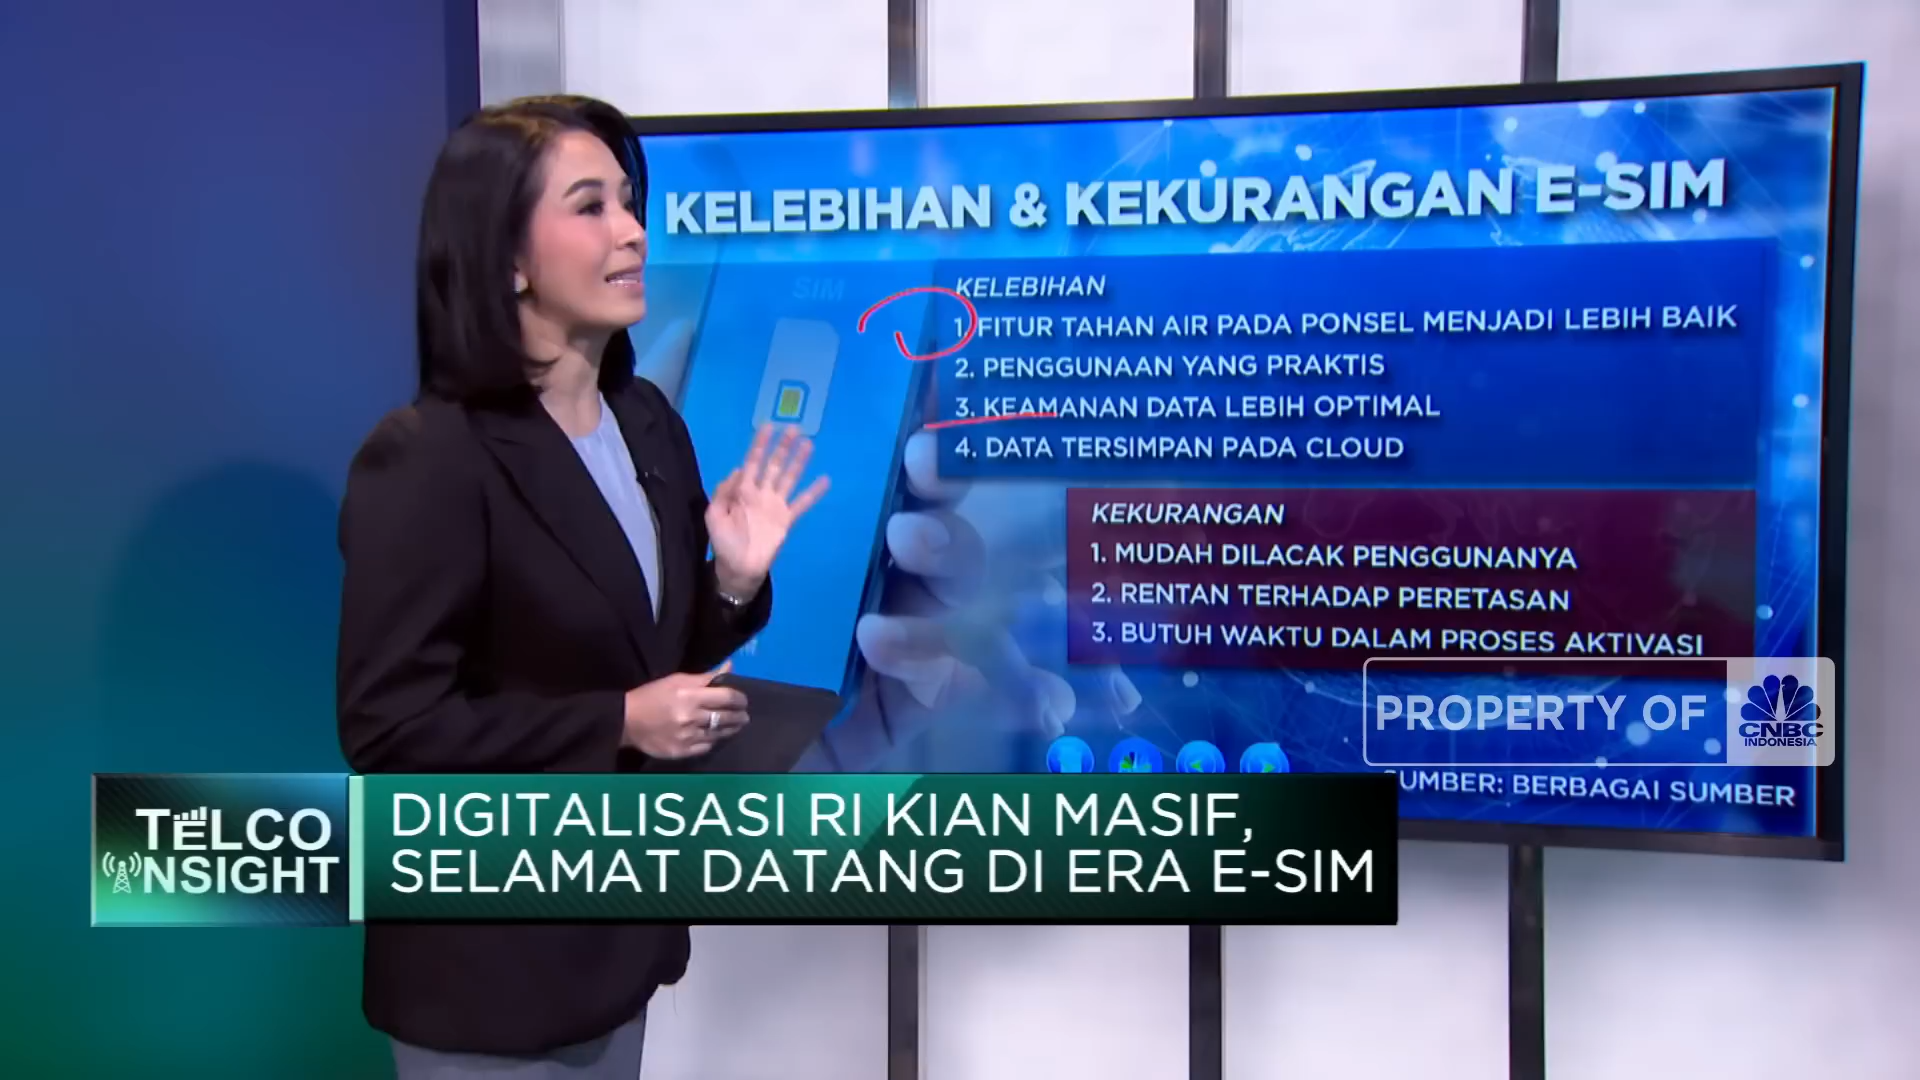 KELEBIHAN & KEKURANGAN E-SIM
SIM
KELEBIHAN
1. FITUR TAHAN AIR PADA PONSEL MENJADI LEBIH BAIK
2. PENGGUNAAN YANG PRAKTIS
3. KEAMANAN DATA LEBIH OPTIMAL
4. DATA TERSIMPAN PADA CLOUD
KEKURANGAN
1. MUDAH DILACAK PENGGUNANYA
2. RENTAN TERHADAP PERETASAN
3. BUTUH WAKTU DALAM PROSES AKTIVASI
PROPERTY OF
CNBC
INDONESIA
SUMBER: BERBAGAI SUMBER
TELCO
INSIGHT
DIGITALISASI RI KIAN MASIF,
SELAMAT DATANG DI ERA E-SIM